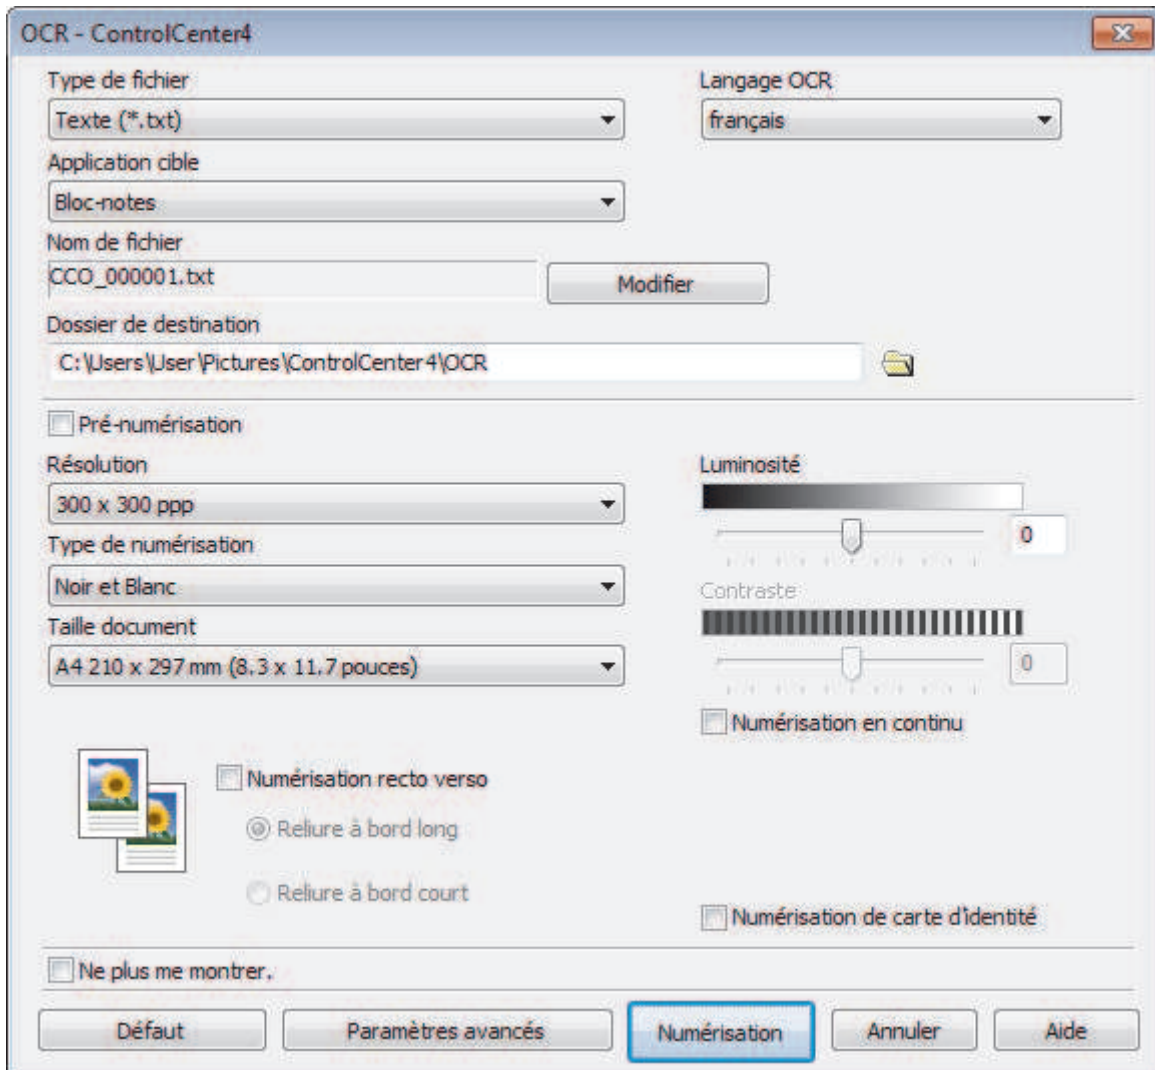 OCR - ControlCenter4
Type de fichier
Langage OCR
Texte (*.txt)
français
Application cible
Bloc-notes
Nom de fichier
CCO_000001.txt
Modifier
Dossier de destination
C:\Users\User\Pictures\ControlCenter4\OCR
Pré-numérisation
Résolution
Luminosité
300 x 300 ppp
0
Type de numérisation
Noir et Blanc
Contraste
Taille document
A4 210 x 297 mm (8.3 x 11.7 pouces)
0
Numérisation en continu
Numérisation recto verso
Reliure à bord long
Reliure à bord court
Numérisation de carte d'identité
Ne plus me montrer.
Défaut
Paramètres avancés
Numérisation
Annuler
Aide